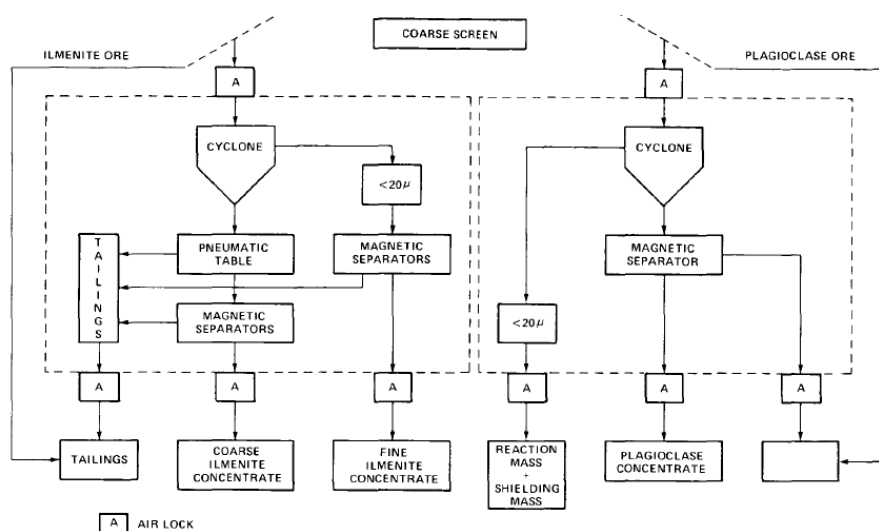 COARSE SCREEN
ILMENITE ORE
PLAGIOCLASE ORE
A
A
CYCLONE
CYCLONE
<20μ
PNEUMATIC
TABLE
MAGNETIC
SEPARATORS
MAGNETIC
SEPARATOR
TAILINGS
MAGNETIC
SEPARATORS
<20μ
A
A
A
A
A
A
TAILINGS
COARSE
ILMENITE
CONCENTRATE
FINE
ILMENITE
CONCENTRATE
REACTION
MASS
+
SHIELDING
MASS
PLAGIOCLASE
CONCENTRATE
A AIR LOCK